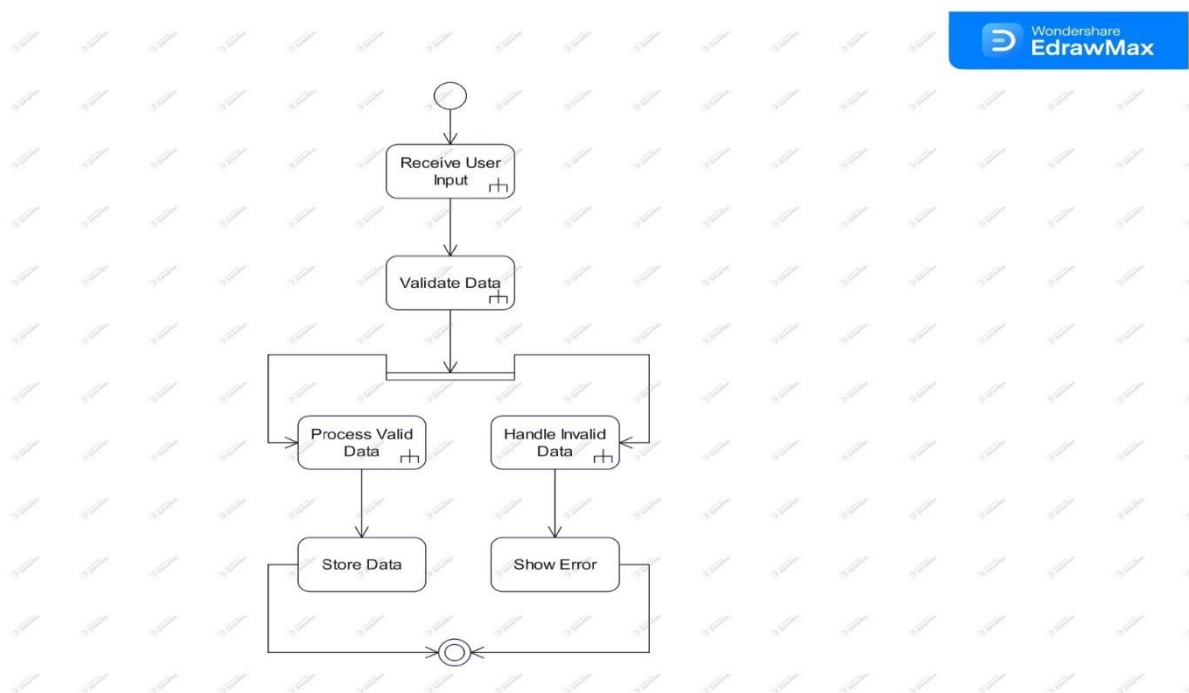 Wondershare
EdrawMax
Receive User
Input
Validate Data
Process Valid
Data
Handle Invalid
Data
Store Data
Show Error